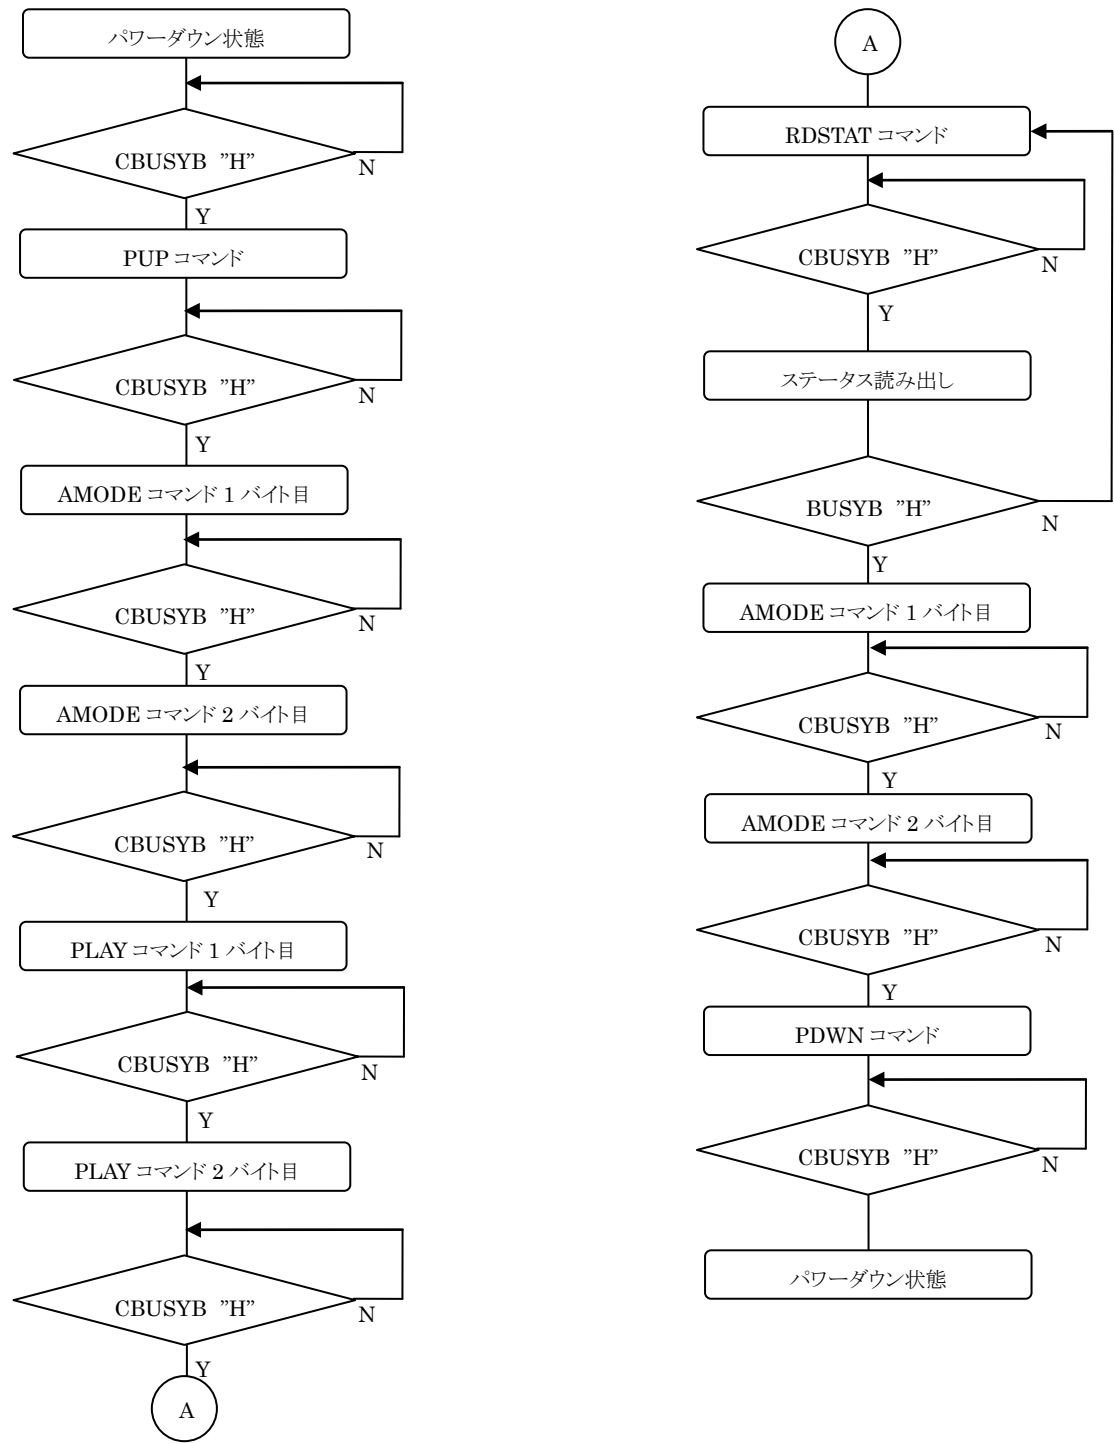 パワーダウン状態
CBUSYB ”H”
N
Y
PUP コマンド
CBUSYB ”H”
N
Y
AMODE コマンド 1 バイト目
CBUSYB ”H”
N
Y
AMODE コマンド 2 バイト目
CBUSYB ”H”
N
Y
PLAY コマンド 1 バイト目
CBUSYB ”H”
N
Y
PLAY コマンド 2 バイト目
CBUSYB ”H”
N
Y
A
A
RDSTAT コマンド
CBUSYB ”H”
N
Y
ステータス読み出し
BUSYB ”H”
N
Y
AMODE コマンド 1 バイト目
CBUSYB ”H”
N
Y
AMODE コマンド 2 バイト目
CBUSYB ”H”
N
Y
PDWN コマンド
CBUSYB ”H”
N
パワーダウン状態